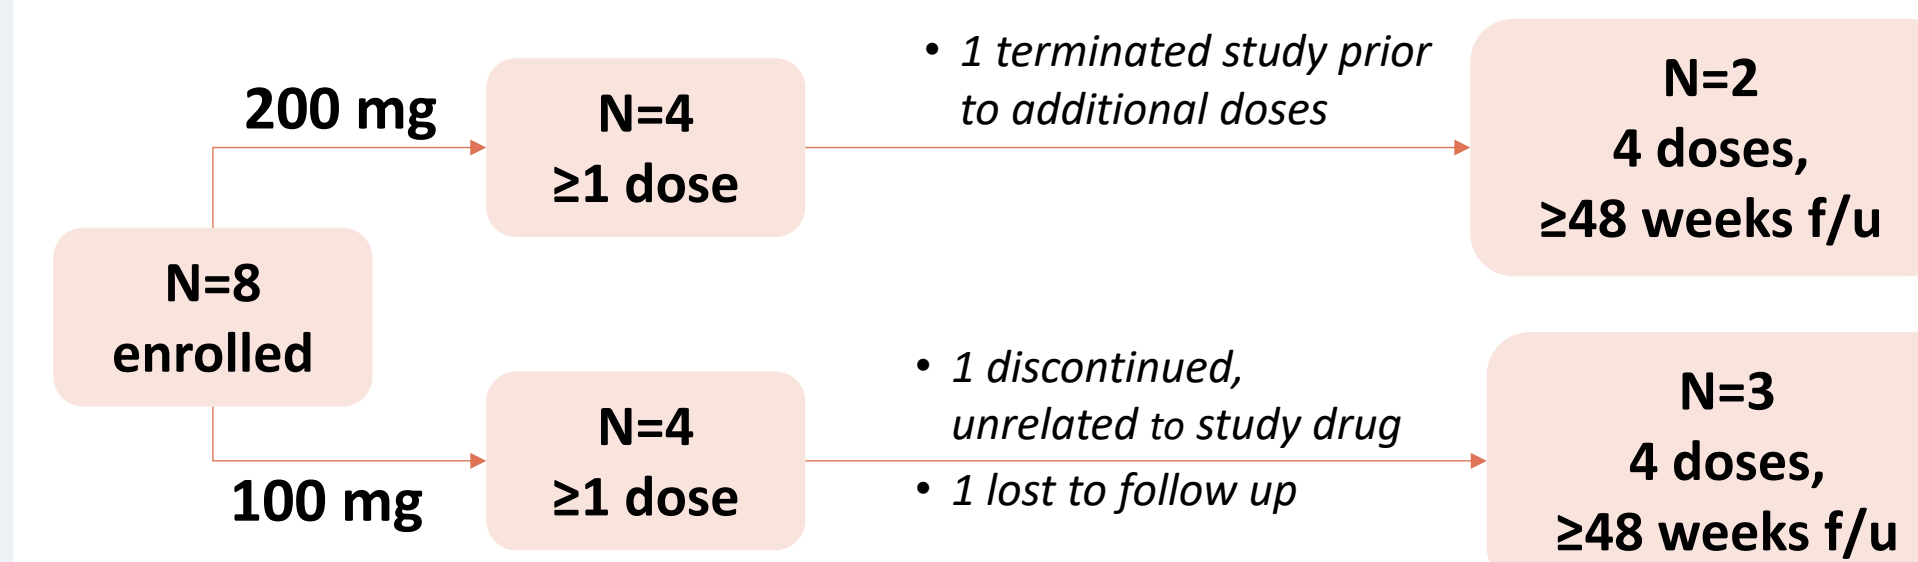 200 mg
N=4
≥1 dose
• 1 terminated study prior
to additional doses
N=2
4 doses,
≥48 weeks f/u
N=8
enrolled
100 mg
N=4
≥1 dose
• 1 discontinued,
unrelated to study drug
• 1 lost to follow up
N=3
4 doses,
≥48 weeks f/u